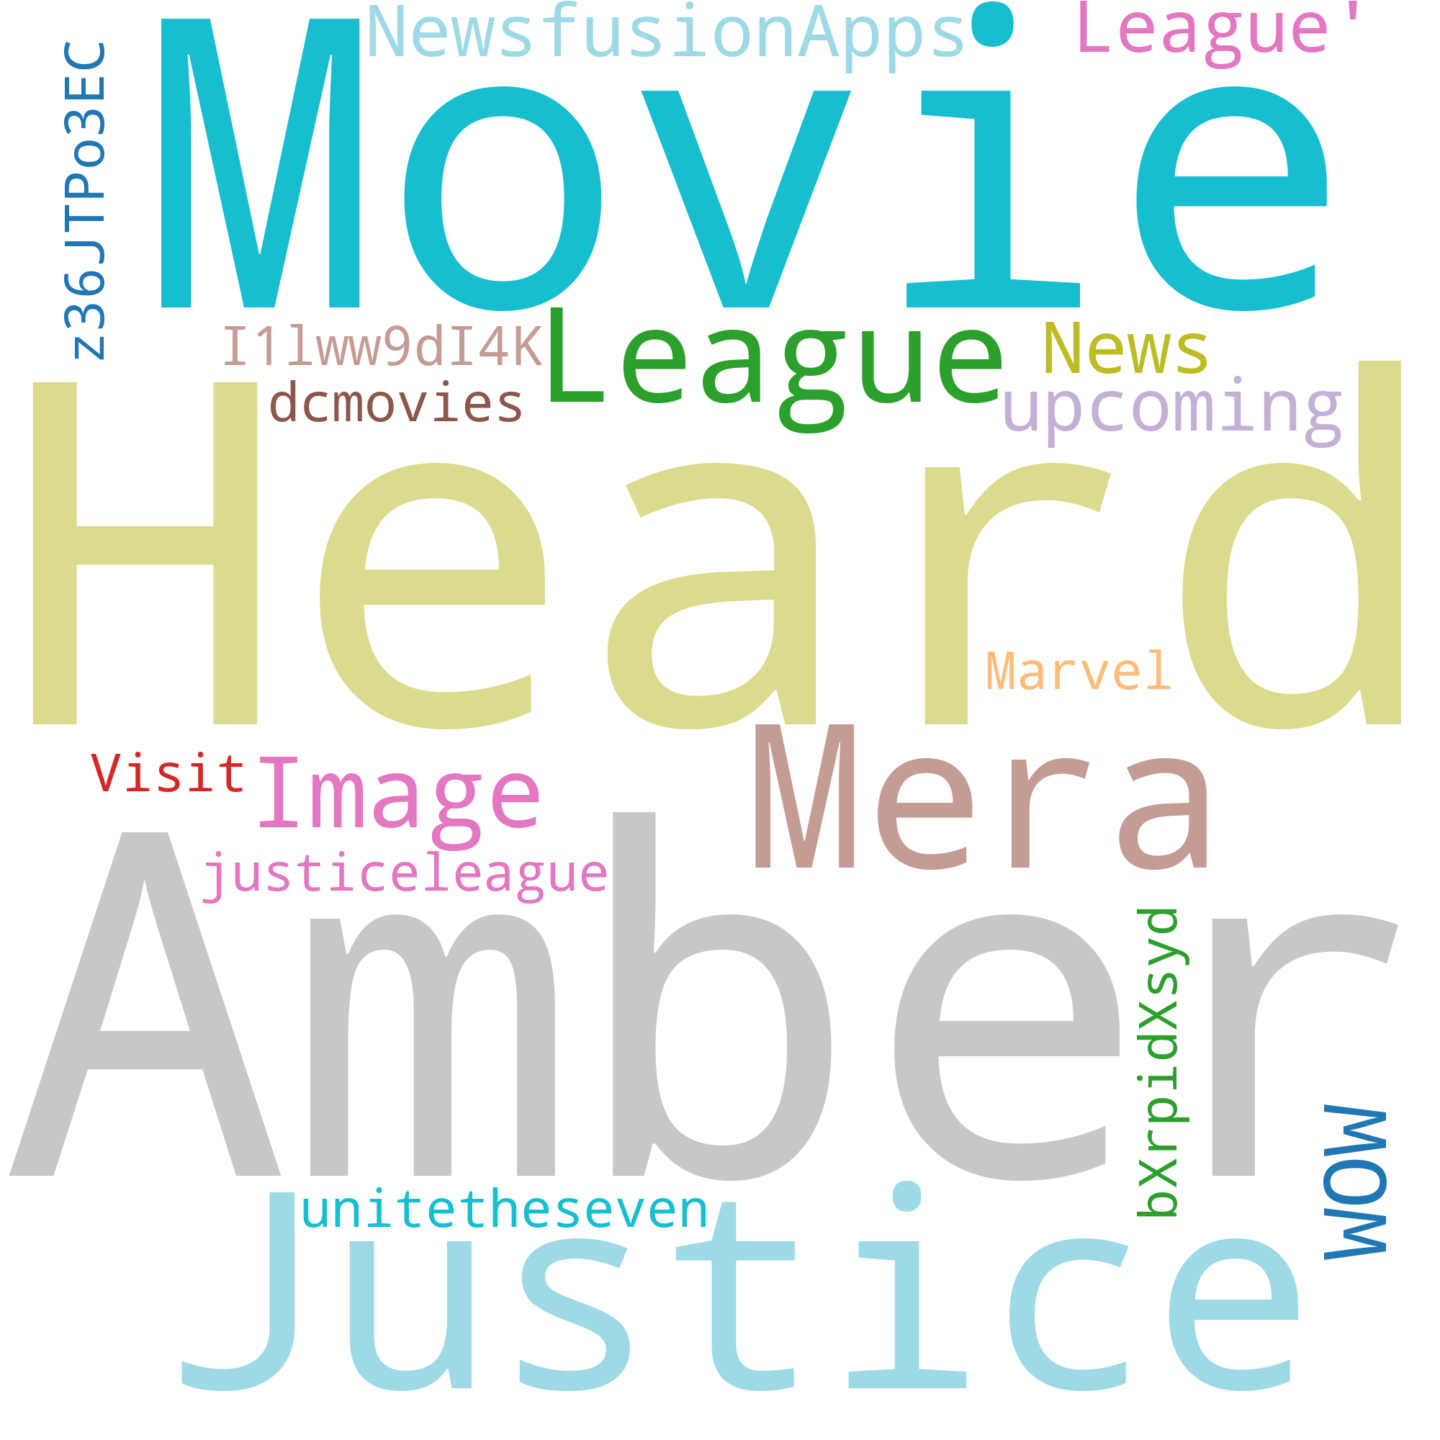 NewsfusionApps
League'
Movie
z36JTPo3EC
I1lww9dI4K
League
News
dcmovies
upcoming
Heard
Marvel
Mera
Visit
Image
justiceleague
Amber
bXrpidXsyd
WOW
unitetheseven
Justice